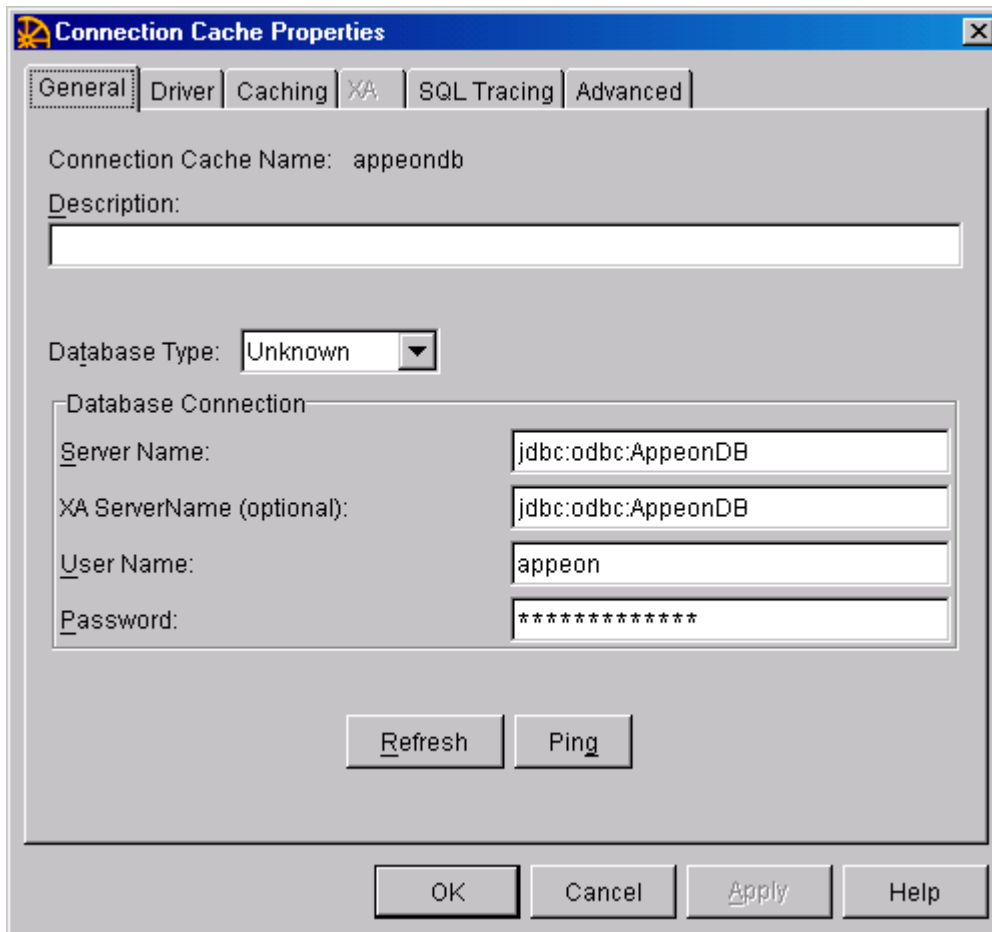 Connection Cache Properties
General Driver Caching XA SQL Tracing Advanced
Connection Cache Name: appeondb
Description:
Database Type: Unknown
Database Connection
Server Name: jdbc:odbc:AppeonDB
XA ServerName (optional): jdbc:odbc:AppeonDB
User Name: appeon
Password: *************
Refresh Ping
OK Cancel Apply Help